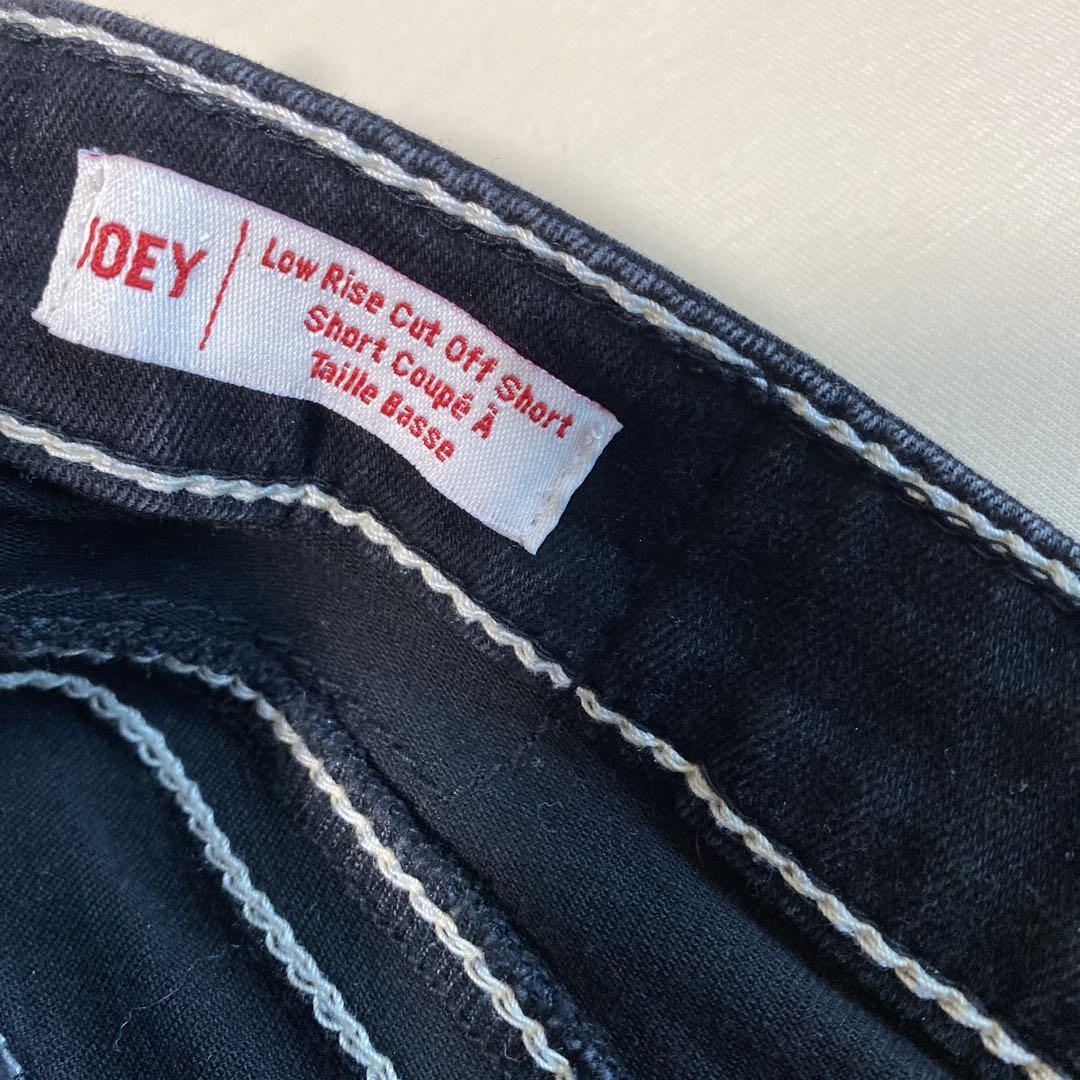 JOEY
Low Rise Cut Off Short
Short Coupé À
Taille Basse